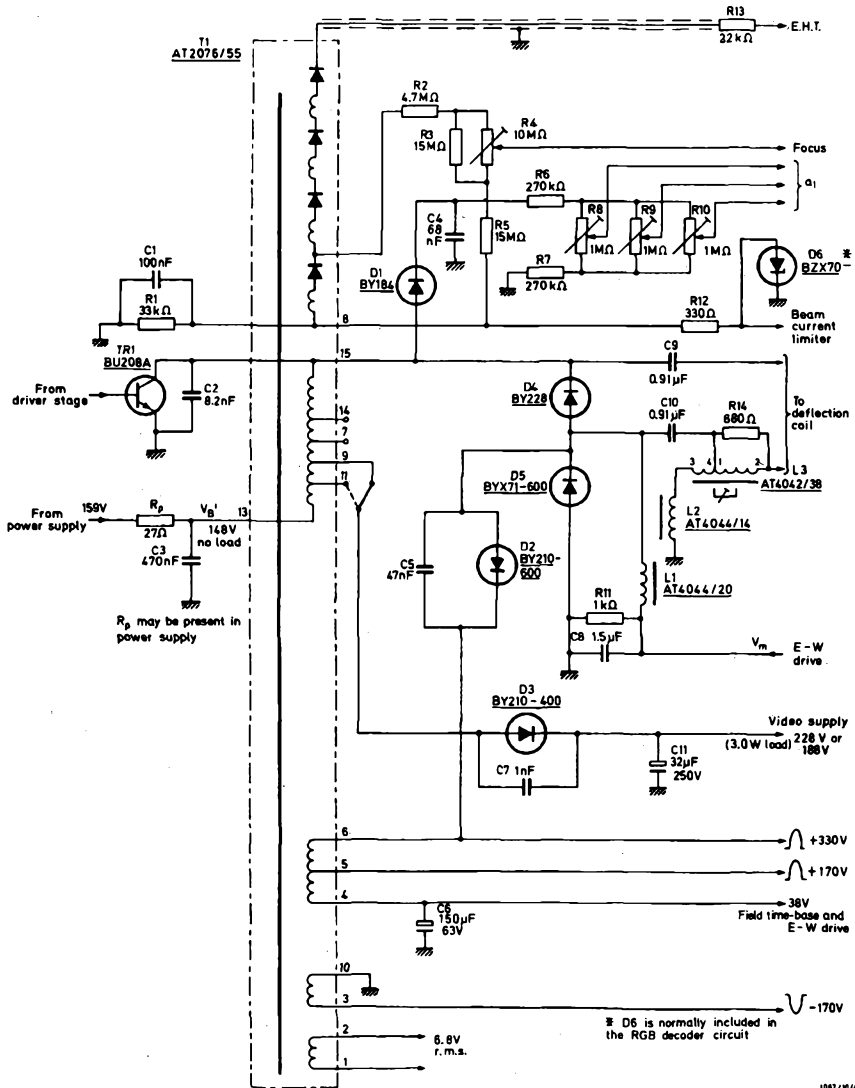 R13
22kΩ
E.H.T.
T1
AT2076/55
R2
4.7MΩ
R3
15MΩ
R4
10MΩ
Focus
R6
270kΩ
a1
C4
68
nF
R5
15MΩ
R8
1MΩ
R9
1MΩ
R10
1MΩ
D6 *
BZX70-
C1
100nF
D1
BY184
R7
270kΩ
R1
33kΩ
8
R12
330Ω
Beam
current
limiter
TR1
BU208A
15
C9
0.91µF
From
driver stage
C2
8.2nF
D4
BY228
C10
0.91µF
R14
680Ω
To
deflection
coil
14
7
9
11
D5
BYX71-600
3 4 1 2
L3
AT4042/38
From
power supply
159V
Rp
27Ω
VB'
148V
no load
13
L2
AT4044/14
C3
470nF
C5
47nF
D2
BY210-
600
L1
AT4044/20
Rp may be present in
power supply
R11
1kΩ
C8 1.5µF
Vm
E-W
drive
D3
BY210-400
Video supply
(3.0W load) 228V or
188V
C7 1nF
C11
32µF
250V
6
+330V
5
+170V
4
38V
Field time-base and
E-W drive
C6
150µF
63V
10
3
-170V
* D6 is normally included in
the RGB decoder circuit
2
6.8V
r.m.s.
1